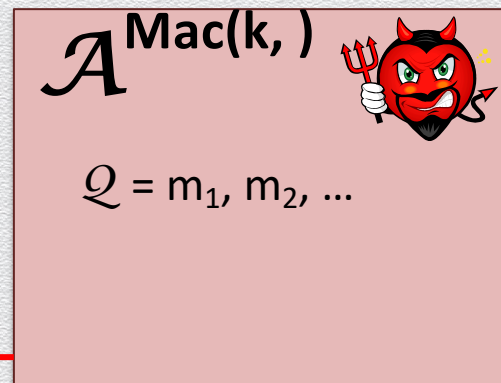 𝒜^Mac(k, )
𝒬 = m₁, m₂, …